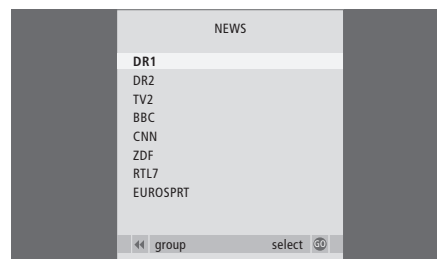 NEWS
DR1
DR2
TV2
BBC
CNN
ZDF
RTL7
EUROSPRT
group select GO